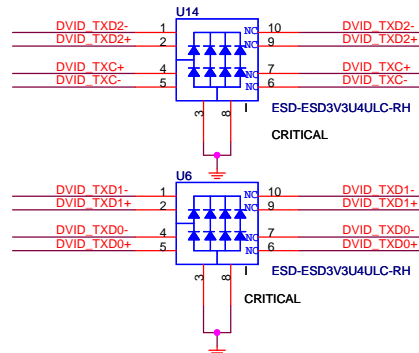 U14
DVID_TXD2- 1 NC 10 DVID_TXD2-
DVID_TXD2+ 2 NC 9 DVID_TXD2+
DVID_TXC+ 4 NC 7 DVID_TXC+
DVID_TXC- 5 NC 6 DVID_TXC-
3 8 I ESD-ESD3V3U4ULC-RH
CRITICAL
U6
DVID_TXD1- 1 NC 10 DVID_TXD1-
DVID_TXD1+ 2 NC 9 DVID_TXD1+
DVID_TXD0- 4 NC 7 DVID_TXD0-
DVID_TXD0+ 5 NC 6 DVID_TXD0+
3 8 I ESD-ESD3V3U4ULC-RH
CRITICAL